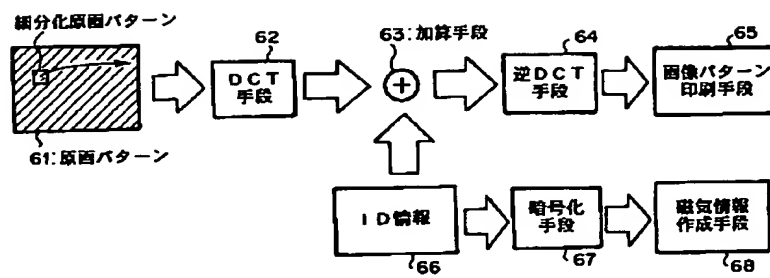 細分化原画パターン
61:原画パターン
62
DCT
手段
63:加算手段
64
逆DCT
手段
65
画像パターン
印刷手段
ID情報
66
暗号化
手段
67
磁気情報
作成手段
68